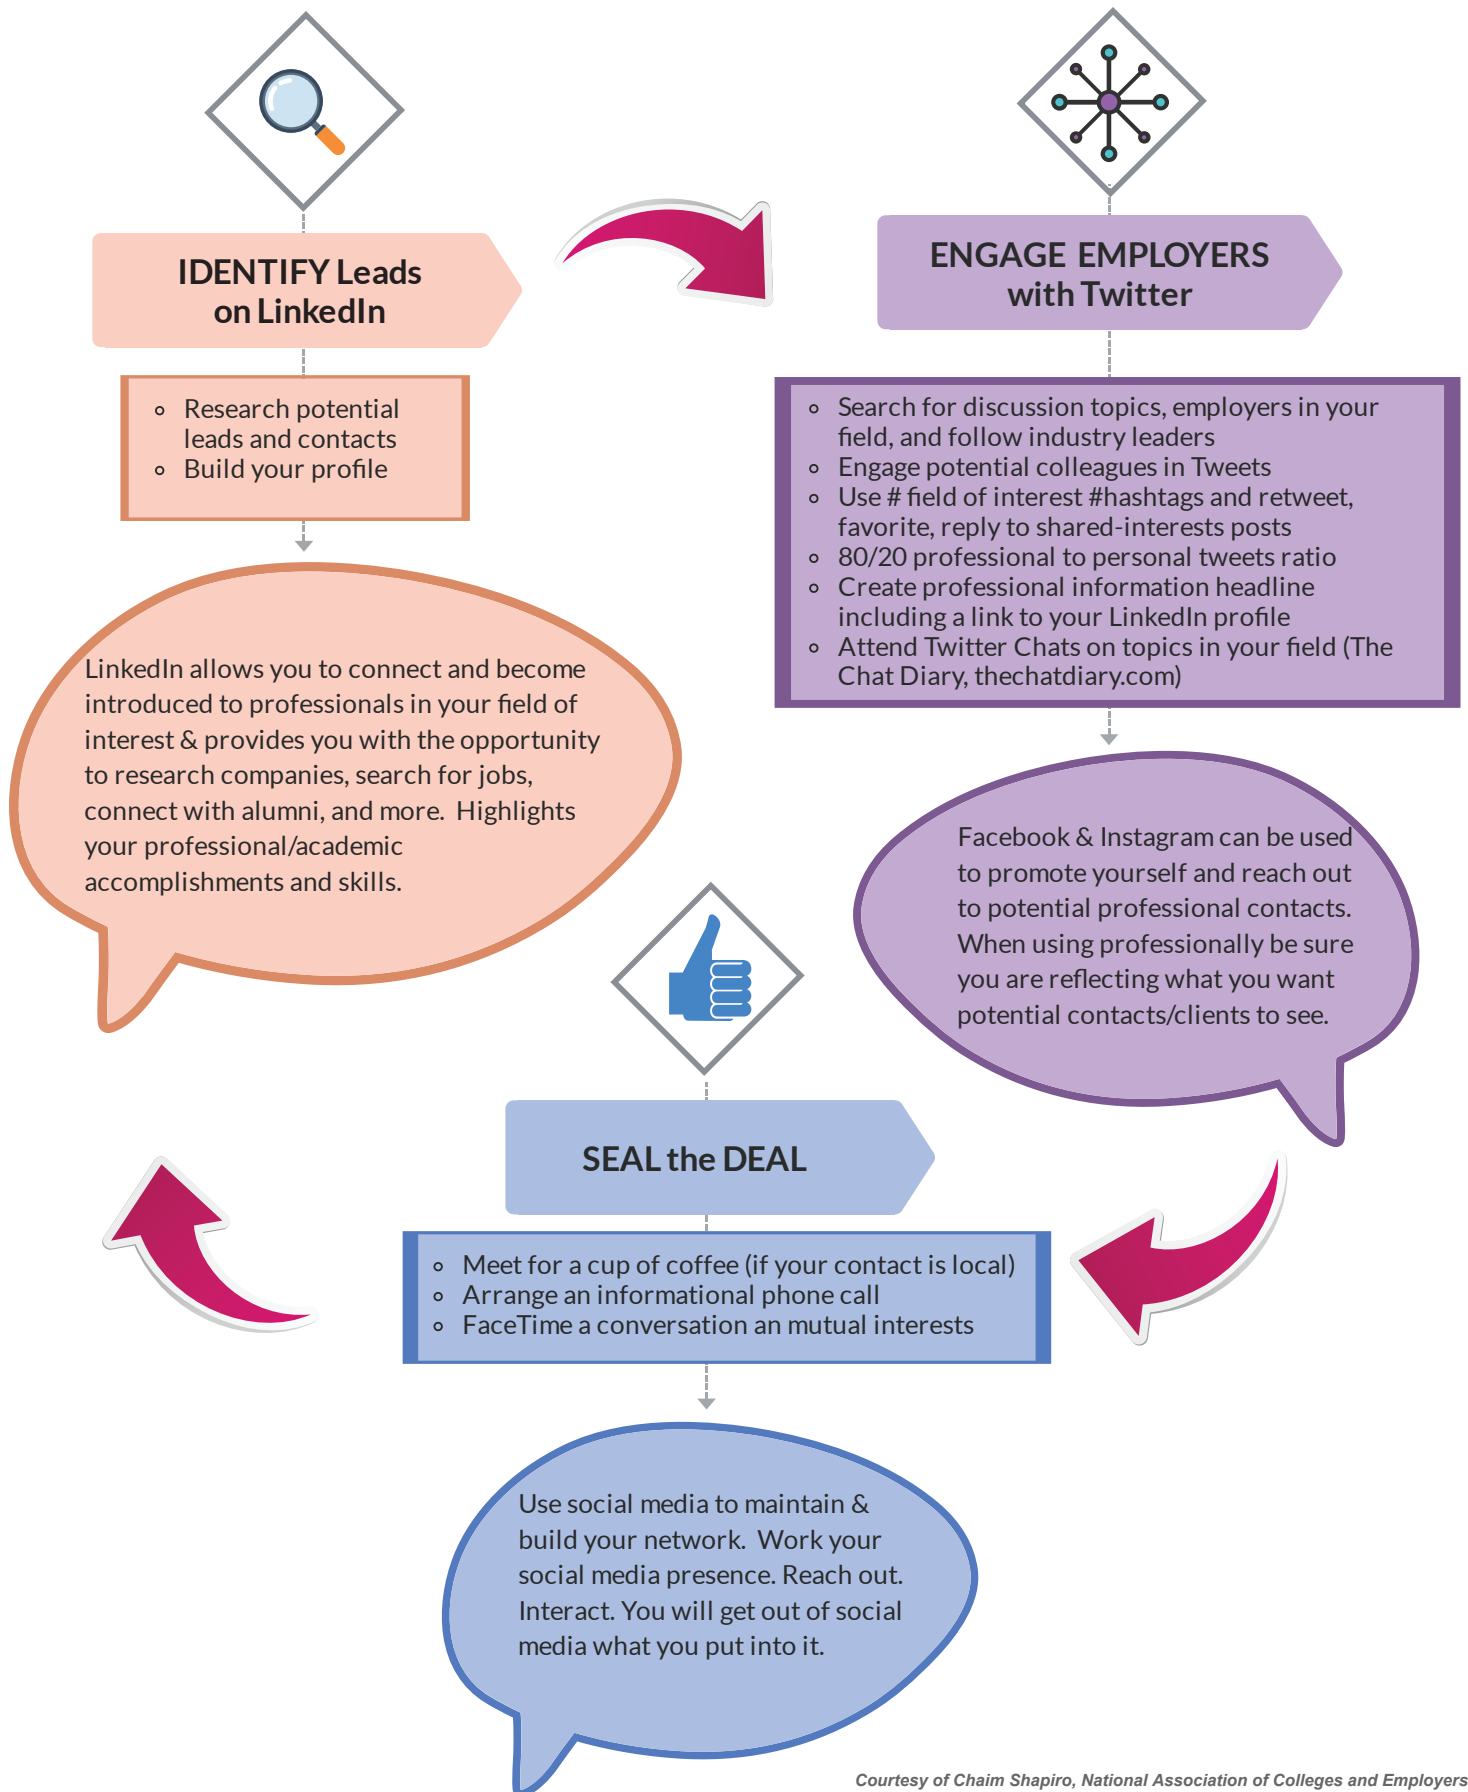 IDENTIFY Leads
on LinkedIn
Research potential
leads and contacts
Build your profile
LinkedIn allows you to connect and become
introduced to professionals in your field of
interest & provides you with the opportunity
to research companies, search for jobs,
connect with alumni, and more.  Highlights
your professional/academic
accomplishments and skills.
ENGAGE EMPLOYERS
with Twitter
Search for discussion topics, employers in your
field, and follow industry leaders
Engage potential colleagues in Tweets
Use # field of interest #hashtags and retweet,
favorite, reply to shared-interests posts
80/20 professional to personal tweets ratio
Create professional information headline
including a link to your LinkedIn profile
Attend Twitter Chats on topics in your field (The
Chat Diary, thechatdiary.com)
Facebook & Instagram can be used
to promote yourself and reach out
to potential professional contacts.
When using professionally be sure
you are reflecting what you want
potential contacts/clients to see.
SEAL the DEAL
Meet for a cup of coffee (if your contact is local)
Arrange an informational phone call
FaceTime a conversation an mutual interests
Use social media to maintain &
build your network.  Work your
social media presence. Reach out.
Interact. You will get out of social
media what you put into it.
Courtesy of Chaim Shapiro, National Association of Colleges and Employers